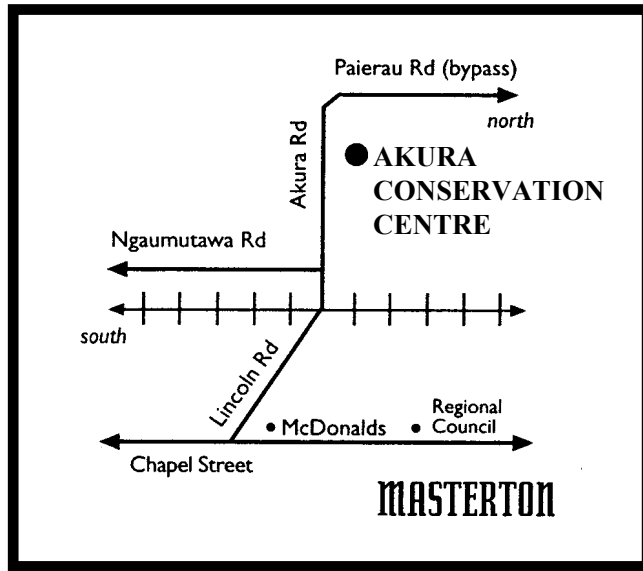 Paierau Rd (bypass)
north
Akura Rd
AKURA
CONSERVATION
CENTRE
Ngaumutawa Rd
south
Lincoln Rd
McDonalds
Regional
Council
Chapel Street
MASTERTON